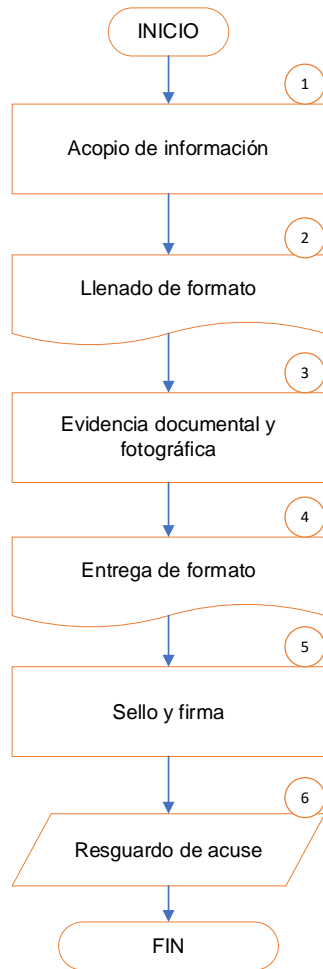 INICIO
1
Acopio de información
2
Llenado de formato
3
Evidencia documental y
fotográfica
4
Entrega de formato
5
Sello y firma
6
Resguardo de acuse
FIN